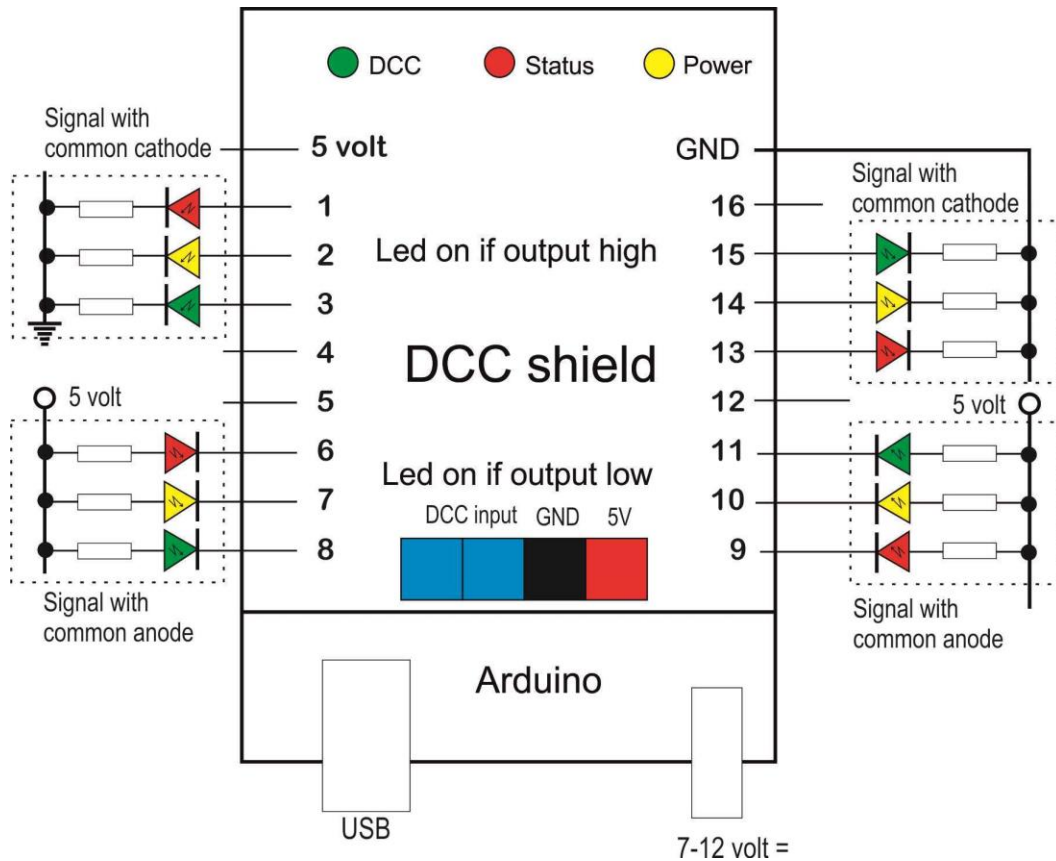 DCC
Status
Power
Signal with
common cathode
5 volt
1
2
3
4
5
6
7
8
5 volt
Signal with
common anode
Led on if output high
DCC shield
Led on if output low
DCC input
GND
5V
GND
16
15
14
13
12
11
10
9
Signal with
common cathode
5 volt
Signal with
common anode
Arduino
USB
7-12 volt =